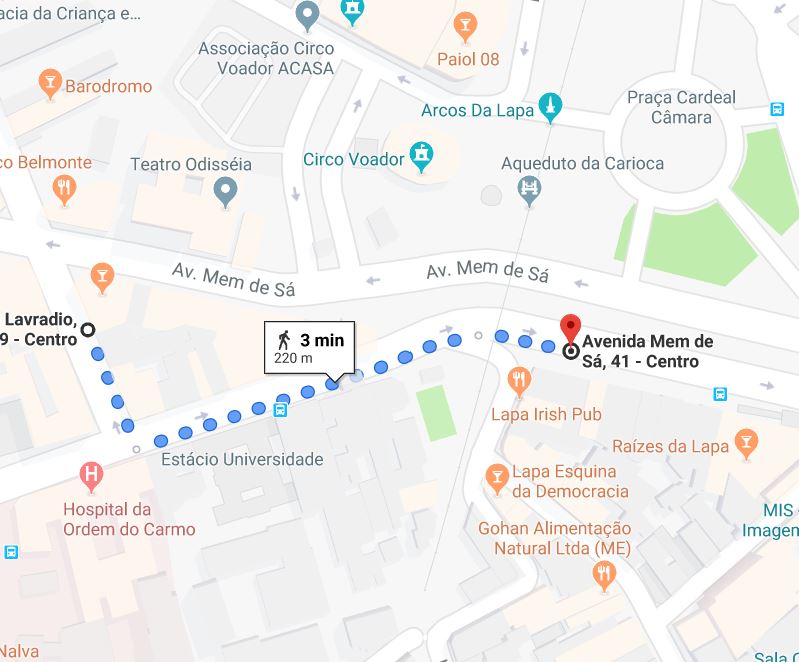 acia da Criança e...
Associação Circo
Voador ACASA
Paiol 08
Barodromo
Arcos Da Lapa
Praça Cardeal
Câmara
co Belmonte
Teatro Odisséia
Circo Voador
Aqueduto da Carioca
Av. Mem de Sá
Av. Mem de Sá
Lavradio,
9 - Centro
3 min
220 m
Avenida Mem de
Sá, 41 - Centro
Lapa Irish Pub
Raízes da Lapa
Estácio Universidade
H
Lapa Esquina
da Democracia
Hospital da
Ordem do Carmo
Gohan Alimentação
Natural Ltda (ME)
MIS -
Imagem
Nalva
Sala C